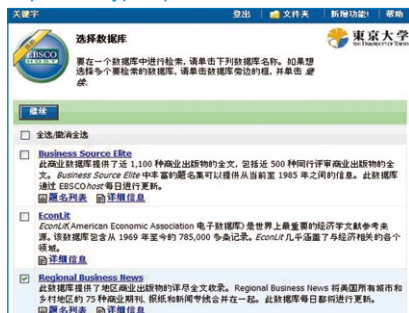 关键字 登出 文件夹 新增功能! 帮助
EBSCO
HOST
选择数据库
東京大学
要在一个数据库中进行检索，请单击下列数据库名称。如果想
选择多个要检索的数据库，请单击数据库旁边的框，并单击 继
续.
继续
全选/撤消全选
Business Source Elite
此商业数据库提供了近 1,100 种商业出版物的全文，包括近 500 种同行评审商业出版物的全
文。Business Source Elite 中丰富的题名集可以提供从当前至 1985 年之间的信息。此数据库
通过 EBSCOhost 每日进行更新。
题名列表 详细信息
EconLit
EconLit(American Economic Association 电子数据库) 是世界上最重要的经济学文献参考来
源。该数据库包含从 1969 年至今的 785,000 多条记录。EconLit 几乎涵盖了与经济相关的各个
领域。
详细信息
Regional Business News
此数据库提供了地区商业出版物的详尽全文收录。Regional Business News 将美国所有城市和
乡村地区的 75 种商业期刊、报纸和新闻专线合并在一起。此数据库每日都将进行更新。
题名列表 详细信息